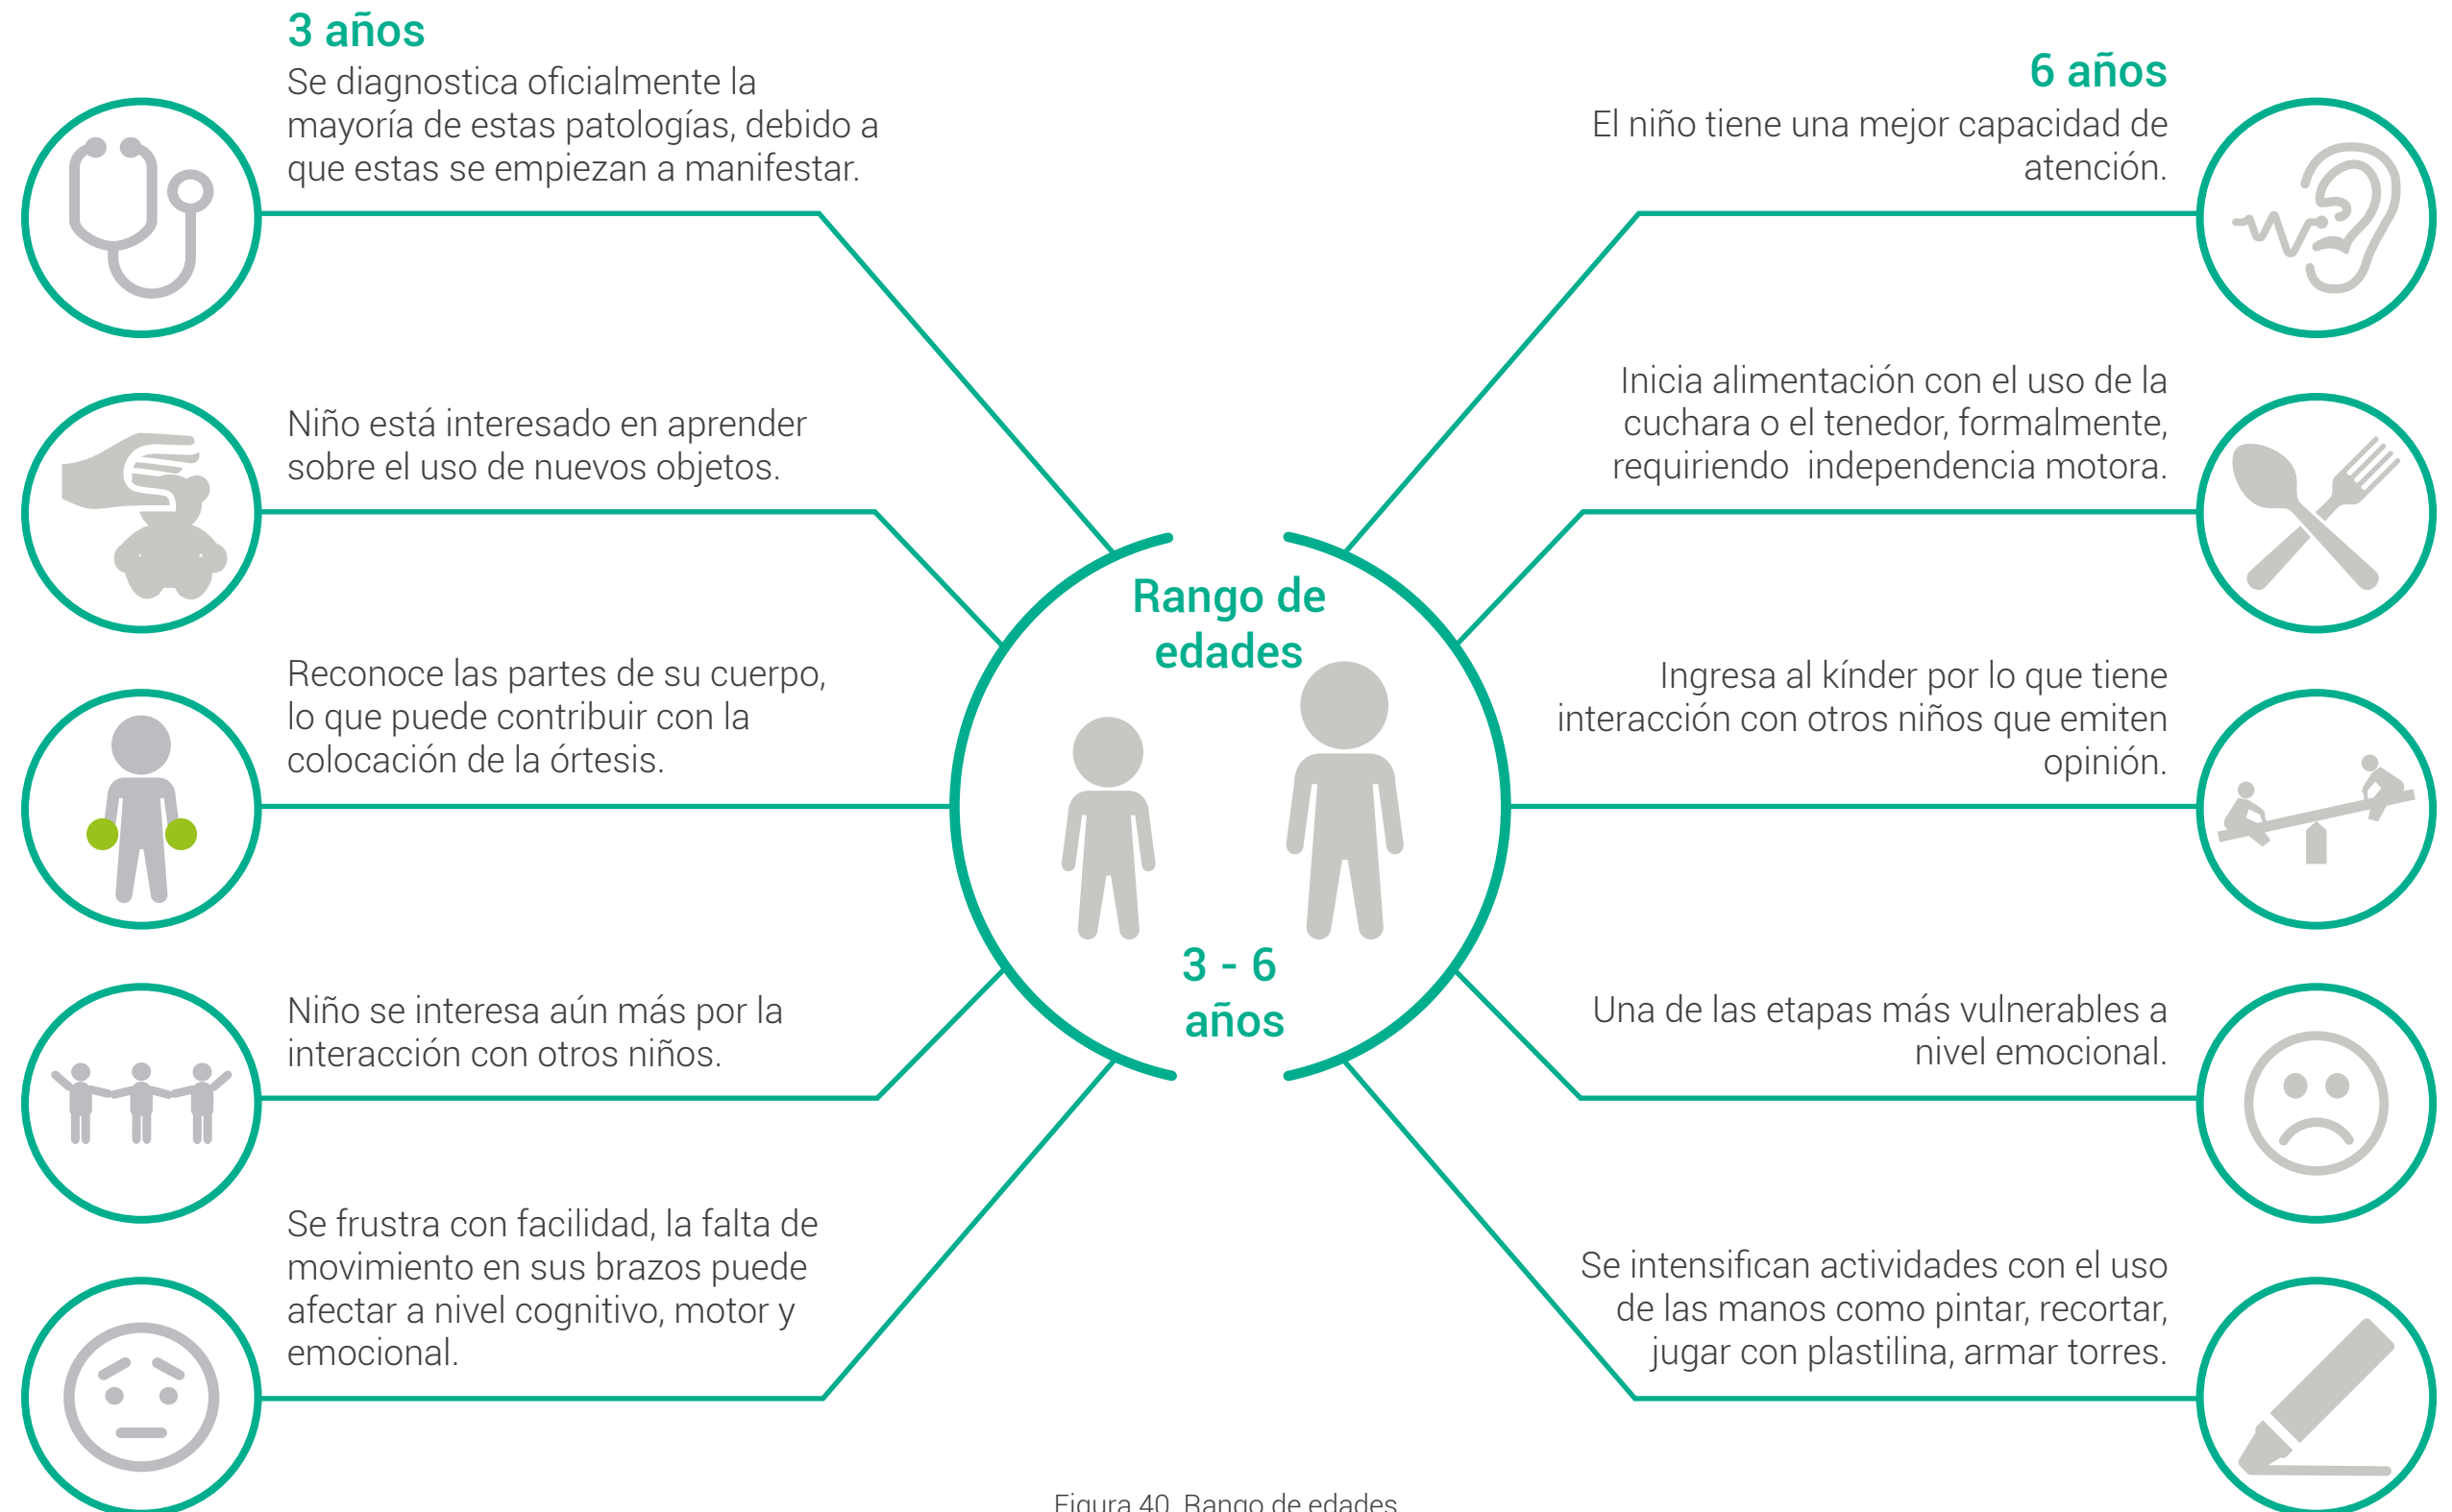 3 años
Se diagnostica oficialmente la
mayoría de estas patologías, debido a
que estas se empiezan a manifestar.
Niño está interesado en aprender
sobre el uso de nuevos objetos.
Reconoce las partes de su cuerpo,
lo que puede contribuir con la
colocación de la órtesis.
Niño se interesa aún más por la
interacción con otros niños.
Se frustra con facilidad, la falta de
movimiento en sus brazos puede
afectar a nivel cognitivo, motor y
emocional.
Rango de
edades
3 - 6
años
6 años
El niño tiene una mejor capacidad de
atención.
Inicia alimentación con el uso de la
cuchara o el tenedor, formalmente,
requiriendo  independencia motora.
Ingresa al kínder por lo que tiene
interacción con otros niños que emiten
opinión.
Una de las etapas más vulnerables a
nivel emocional.
Se intensifican actividades con el uso
de las manos como pintar, recortar,
jugar con plastilina, armar torres.
Figura 40. Rango de edades